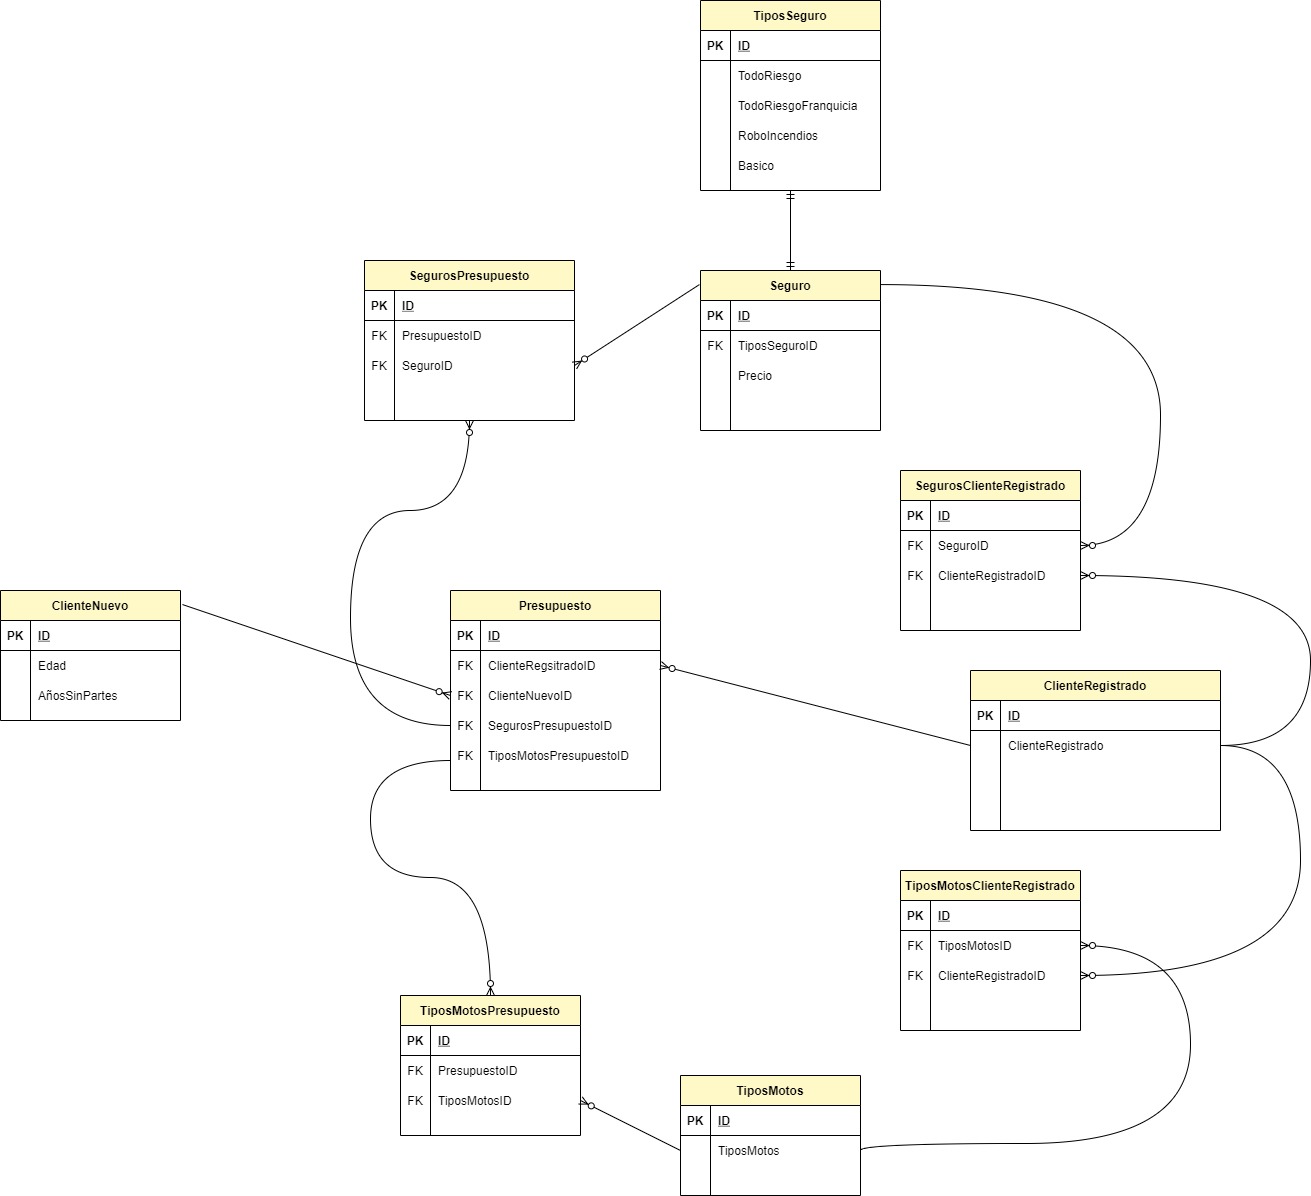 TiposSeguro
PK ID
TodoRiesgo
TodoRiesgoFranquicia
RoboIncendios
Basico
SegurosPresupuesto
PK ID
FK PresupuestoID
FK SeguroID
Seguro
PK ID
FK TiposSeguroID
Precio
SegurosClienteRegistrado
PK ID
FK SeguroID
FK ClienteRegistradoID
ClienteNuevo
PK ID
Edad
AñosSinPartes
Presupuesto
PK ID
FK ClienteRegsitradoID
FK ClienteNuevoID
FK SegurosPresupuestoID
FK TiposMotosPresupuestoID
ClienteRegistrado
PK ID
ClienteRegistrado
TiposMotosClienteRegistrado
PK ID
FK TiposMotosID
FK ClienteRegistradoID
TiposMotosPresupuesto
PK ID
FK PresupuestoID
FK TiposMotosID
TiposMotos
PK ID
TiposMotos